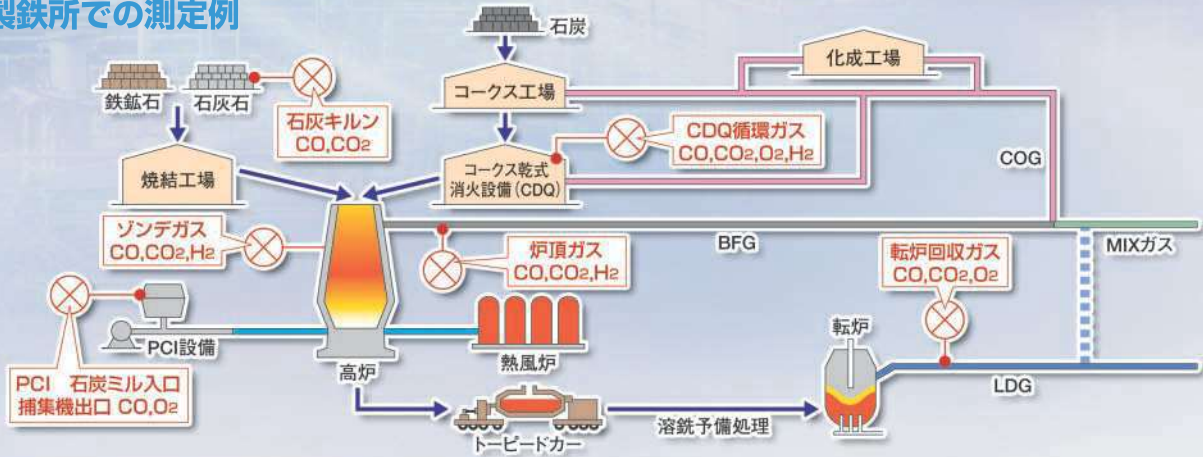 製鉄所での測定例
石炭
鉄鉱石
石灰石
石灰キルン
CO,CO2
コークス工場
化成工場
CDQ循環ガス
CO,CO2,O2,H2
焼結工場
コークス乾式
消火設備(CDQ)
COG
ゾンデガス
CO,CO2,H2
炉頂ガス
CO,CO2,H2
BFG
転炉回収ガス
CO,CO2,O2
MIXガス
PCI設備
高炉
熱風炉
転炉
PCI 石炭ミル入口
捕集機出口 CO,O2
LDG
トーピードカー
溶銑予備処理